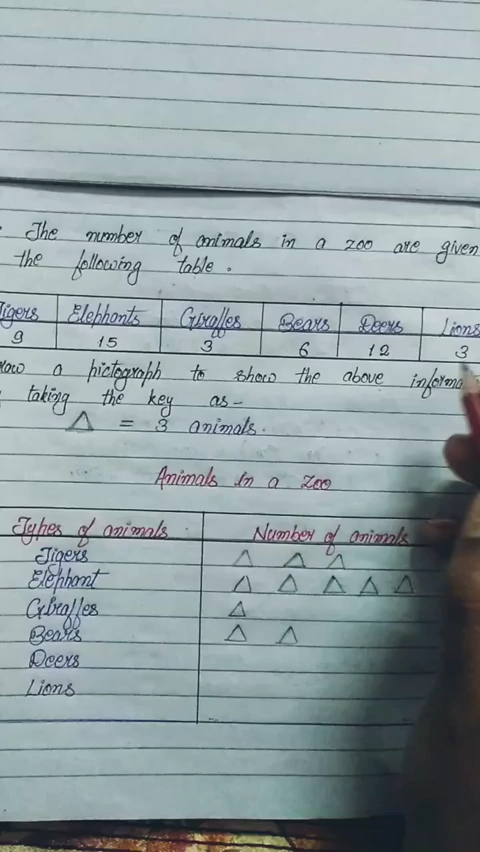 The number of animals in a zoo are given
the following table.
Tigers Elephants Giraffes Bears Deers Lions
9 15 3 6 12 3
a pictograph to show the above
taking the key as-
Δ = 3 animals.
Animals in a zoo
Types of animals Number of animals
Tigers Δ Δ Δ
Elephant Δ Δ Δ Δ Δ
Giraffes Δ
Bears Δ Δ
Deers
Lions